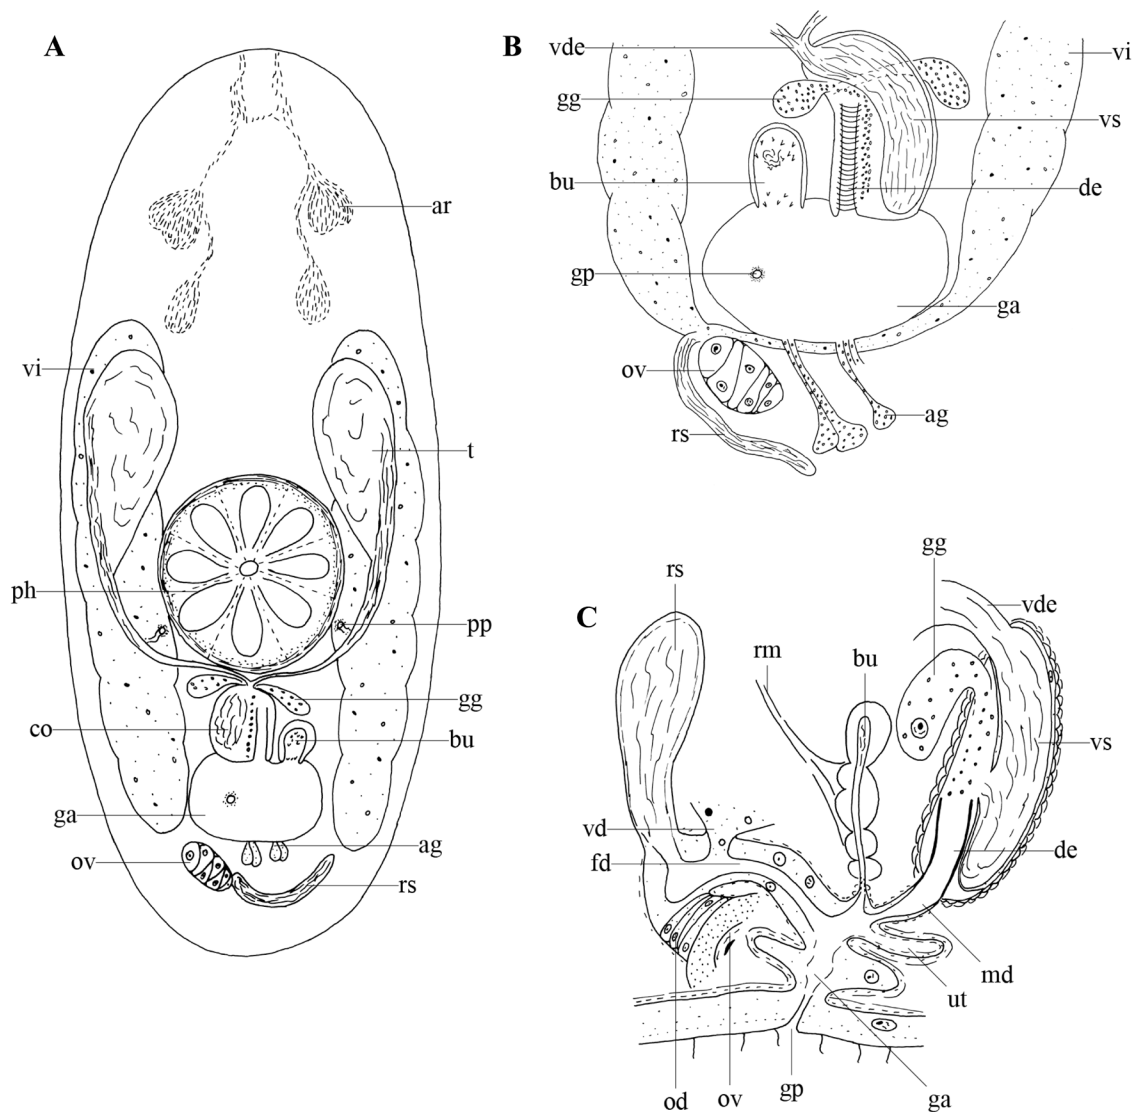 A
ar
vi
t
ph
pp
gg
co
bu
ga
ag
ov
rs
B
vde
vi
gg
vs
bu
de
gp
ga
ov
ag
rs
C
gg
rs
vde
rm
bu
vs
vd
de
fd
md
ut
gp
ga
od
ov